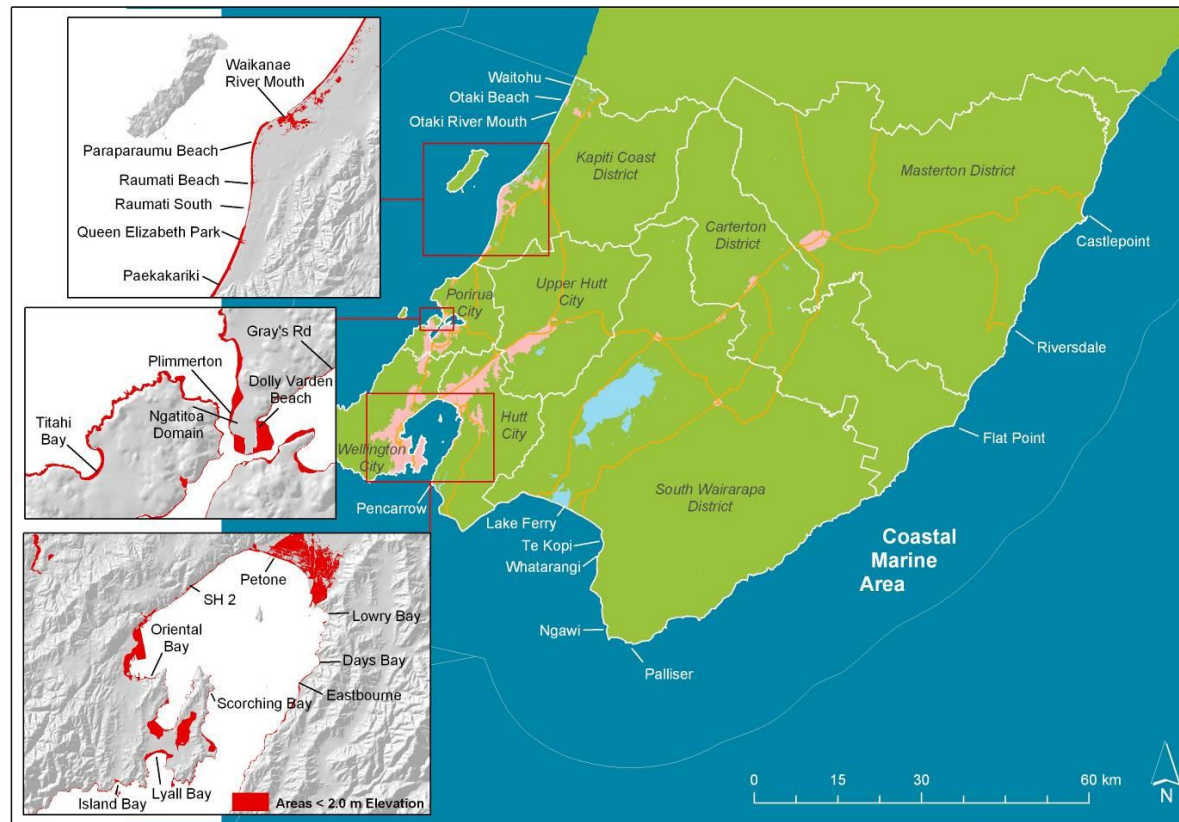 Waikanae
River Mouth
Paraparaumu Beach
Raumati Beach
Raumati South
Queen Elizabeth Park
Paekakariki
Gray's Rd
Plimmerton
Dolly Varden
Beach
Ngatitoa
Domain
Titahi
Bay
Petone
SH 2
Lowry Bay
Oriental
Bay
Days Bay
Eastbourne
Scorching Bay
Lyall Bay
Island Bay
Areas < 2.0 m Elevation
Waitohu
Otaki Beach
Otaki River Mouth
Kapiti Coast
District
Masterton District
Carterton
District
Castlepoint
Upper Hutt
City
Porirua
City
Riversdale
Hutt
City
Wellington
City
Flat Point
Pencarrow
South Wairarapa
District
Lake Ferry
Te Kopi
Whatarangi
Coastal
Marine
Area
Ngawi
Palliser
0 15 30 60 km
N